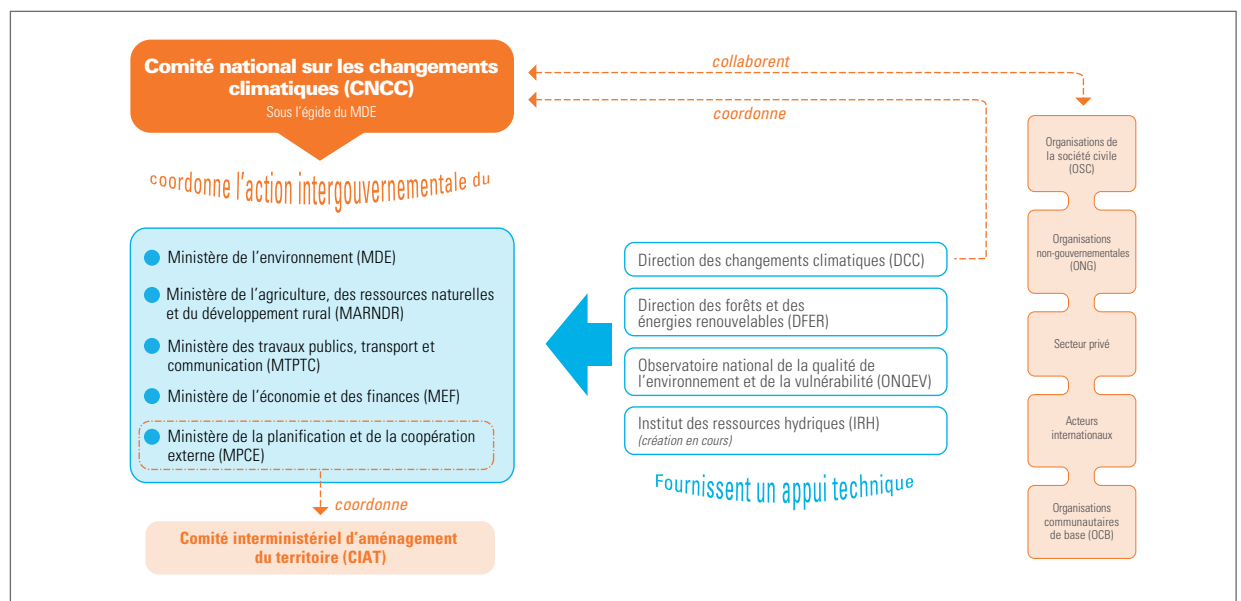 Comité national sur les changements
climatiques (CNCC)
Sous l'égide du MDE
collaborent
coordonne
coordonne l'action intergouvernementale du
Ministère de l'environnement (MDE)
Ministère de l'agriculture, des ressources naturelles
et du développement rural (MARNDR)
Ministère des travaux publics, transport et
communication (MTPTC)
Ministère de l'économie et des finances (MEF)
Ministère de la planification et de la coopération
externe (MPCE)
coordonne
Comité interministériel d'aménagement
du territoire (CIAT)
Direction des changements climatiques (DCC)
Direction des forêts et des
énergies renouvelables (DFER)
Observatoire national de la qualité de
l'environnement et de la vulnérabilité (ONQEV)
Institut des ressources hydriques (IRH)
(création en cours)
Fournissent un appui technique
Organisations de
la société civile
(OSC)
Organisations
non-gouvernementales
(ONG)
Secteur privé
Acteurs
internationaux
Organisations
communautaires
de base (OCB)